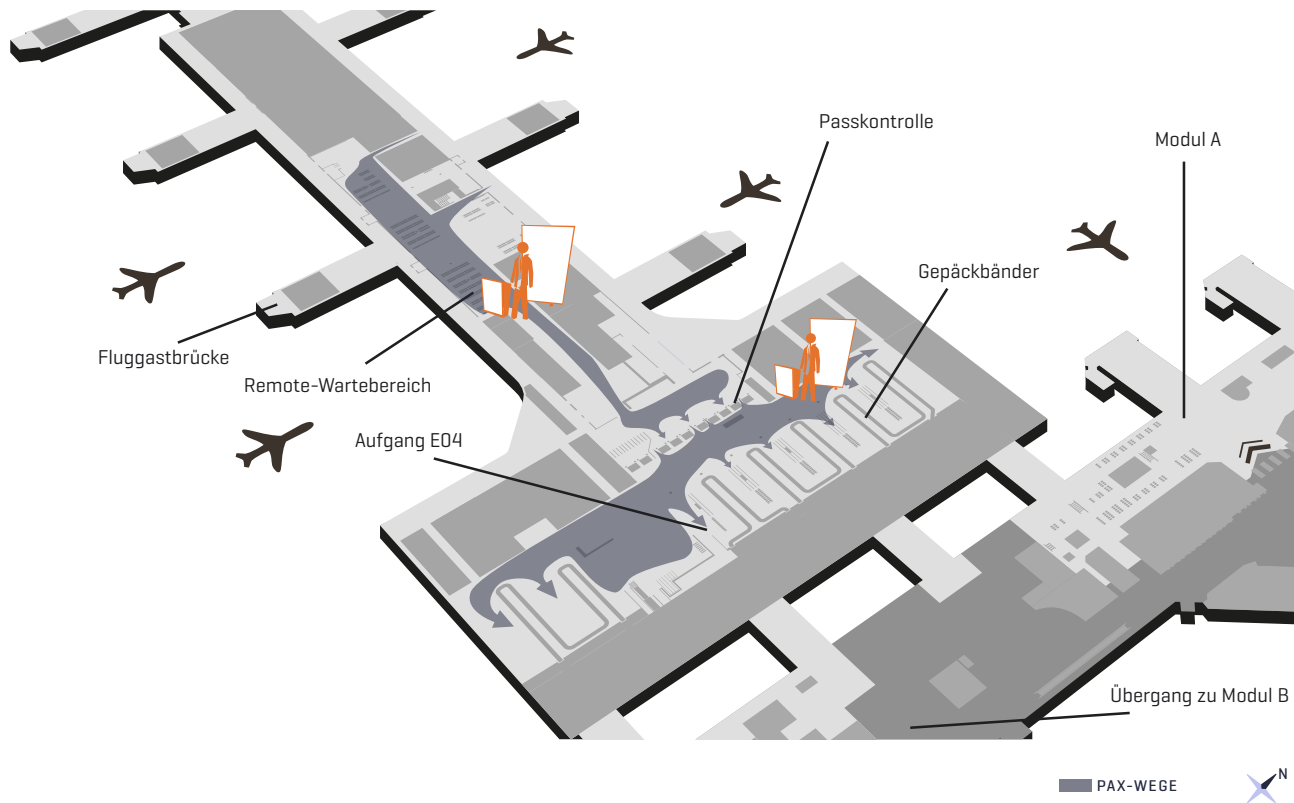 Passkontrolle
Modul A
Gepäckbänder
Fluggastbrücke
Remote-Wartebereich
Aufgang E04
Übergang zu Modul B
PAX-WEGE
N